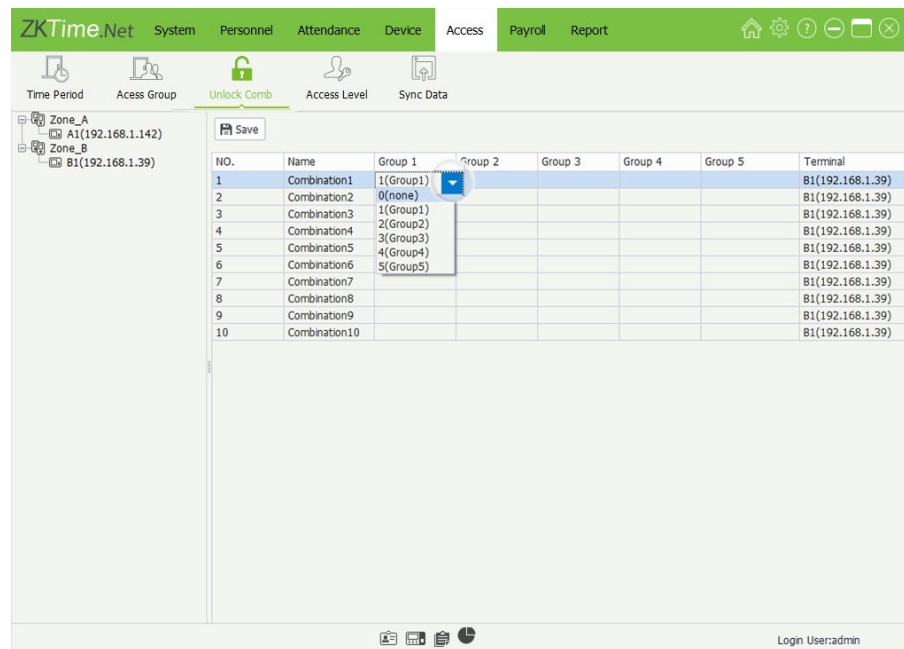 ZKTime.Net System Personnel Attendance Device Access Payroll Report
Time Period Acess Group Unlock Comb Access Level Sync Data
Zone_A
A1(192.168.1.142)
Zone_B
B1(192.168.1.39)
Save
NO. Name Group 1 Group 2 Group 3 Group 4 Group 5 Terminal
1 Combination1 1(Group1) B1(192.168.1.39)
2 Combination2 0(none) B1(192.168.1.39)
3 Combination3 1(Group1) B1(192.168.1.39)
4 Combination4 2(Group2) B1(192.168.1.39)
5 Combination5 3(Group3) B1(192.168.1.39)
4(Group4)
6 Combination6 5(Group5) B1(192.168.1.39)
7 Combination7 B1(192.168.1.39)
8 Combination8 B1(192.168.1.39)
9 Combination9 B1(192.168.1.39)
10 Combination10 B1(192.168.1.39)
Login User:admin